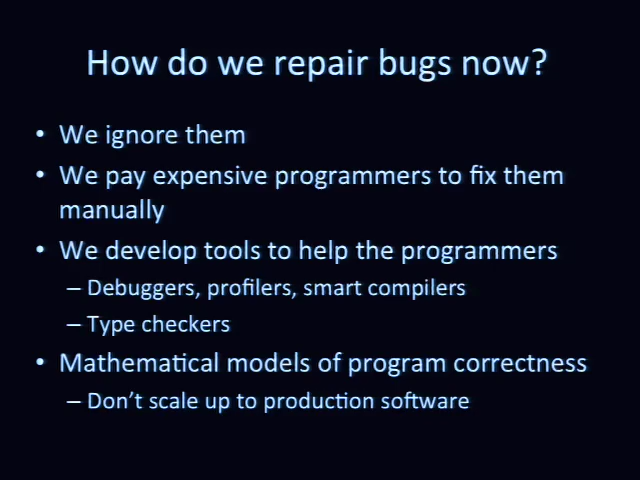 How do we repair bugs now?
• We ignore them
• We pay expensive programmers to fix them
manually
• We develop tools to help the programmers
– Debuggers, profilers, smart compilers
– Type checkers
• Mathematical models of program correctness
– Don't scale up to production software